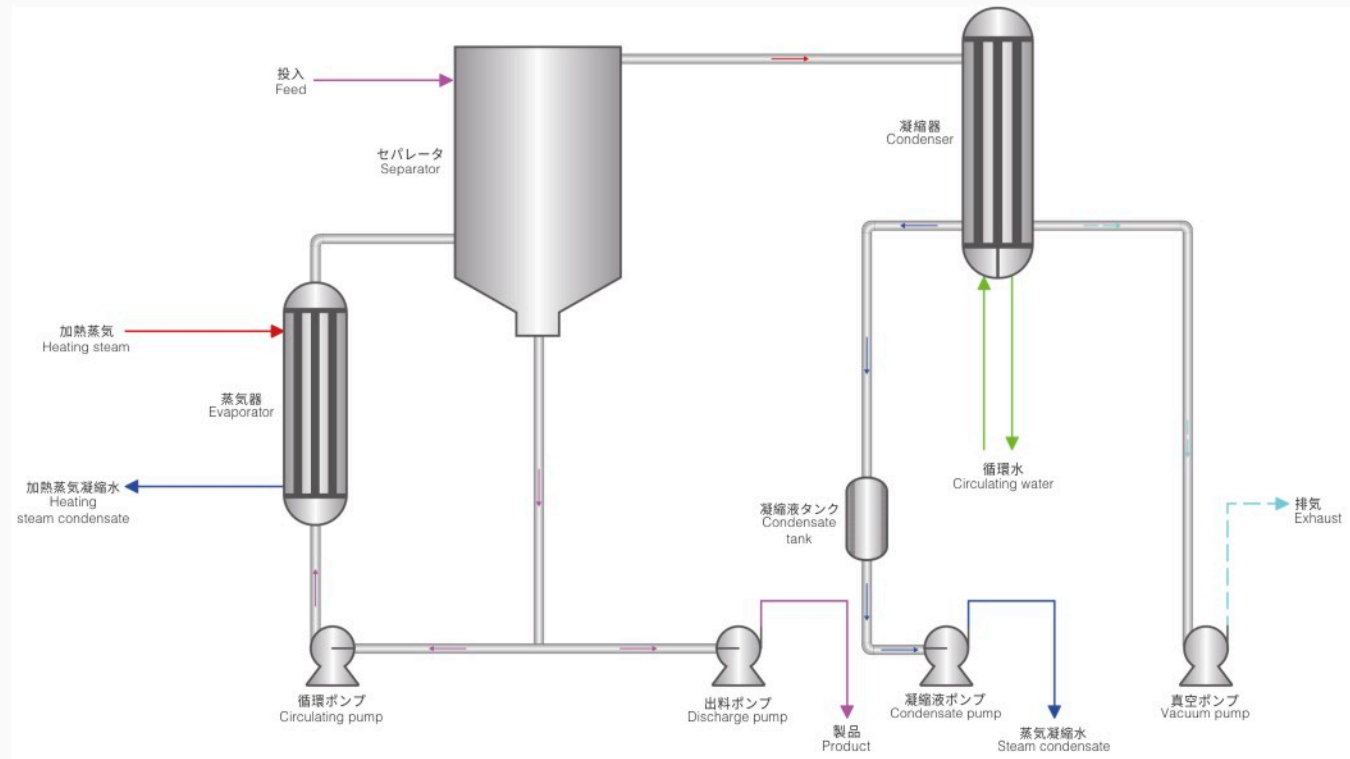 投入
Feed
セパレータ
Separator
凝縮器
Condenser
加熱蒸気
Heating steam
蒸気器
Evaporator
加熱蒸気凝縮水
Heating
steam condensate
循環水
Circulating water
凝縮液タンク
Condensate
tank
排気
Exhaust
循環ポンプ
Circulating pump
出料ポンプ
Discharge pump
凝縮液ポンプ
Condensate pump
真空ポンプ
Vacuum pump
製品
Product
蒸気凝縮水
Steam condensate